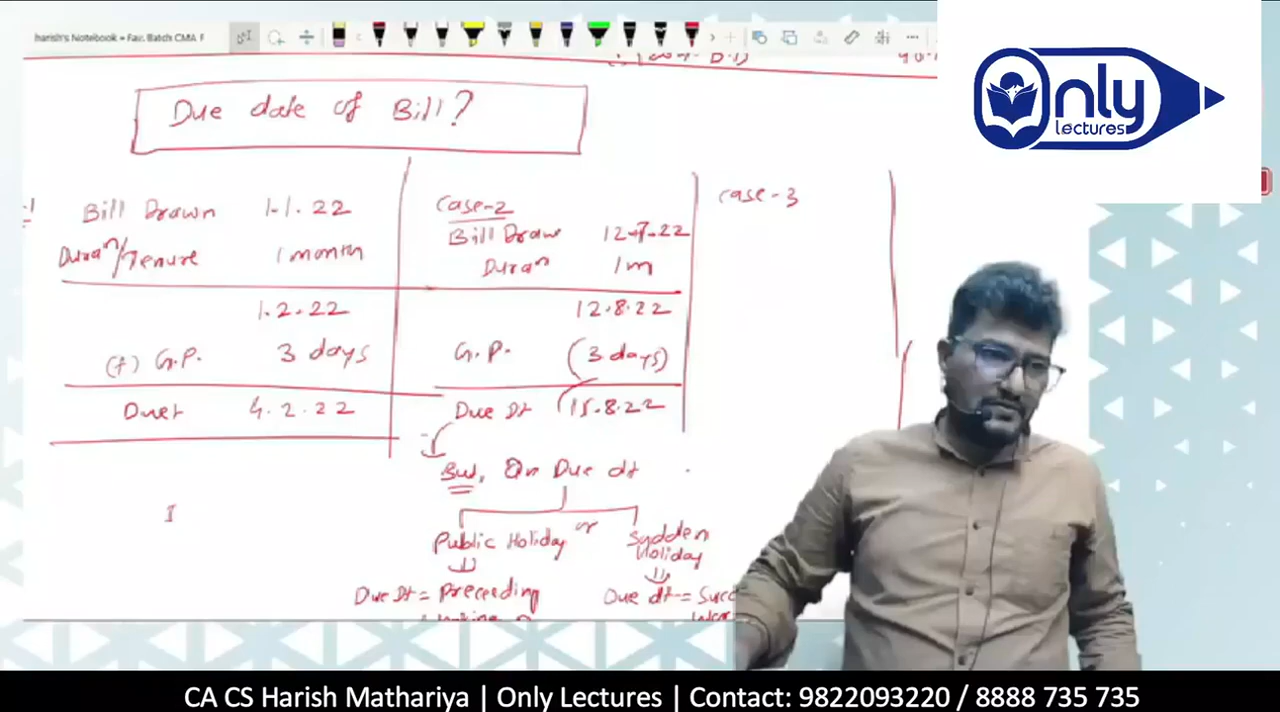 harish's Notebook » Fav. Batch CMA F
Only
Lectures
Due date of Bill?
Bill Drawn 1.1.22
Duraⁿ/Tenure 1 month
1.2.22
(+) G.P. 3 days
Duet 4.2.22
Case-2
Bill Drawn 12.7.22
Duraⁿ 1m
12.8.22
G.P. (3 days)
Due Dt 15.8.22
But, On Due dt
Public Holiday or Sudden Holiday
Due Dt = Preceeding
Due dt = Succ
case-3
CA CS Harish Mathariya | Only Lectures | Contact: 9822093220 / 8888 735 735